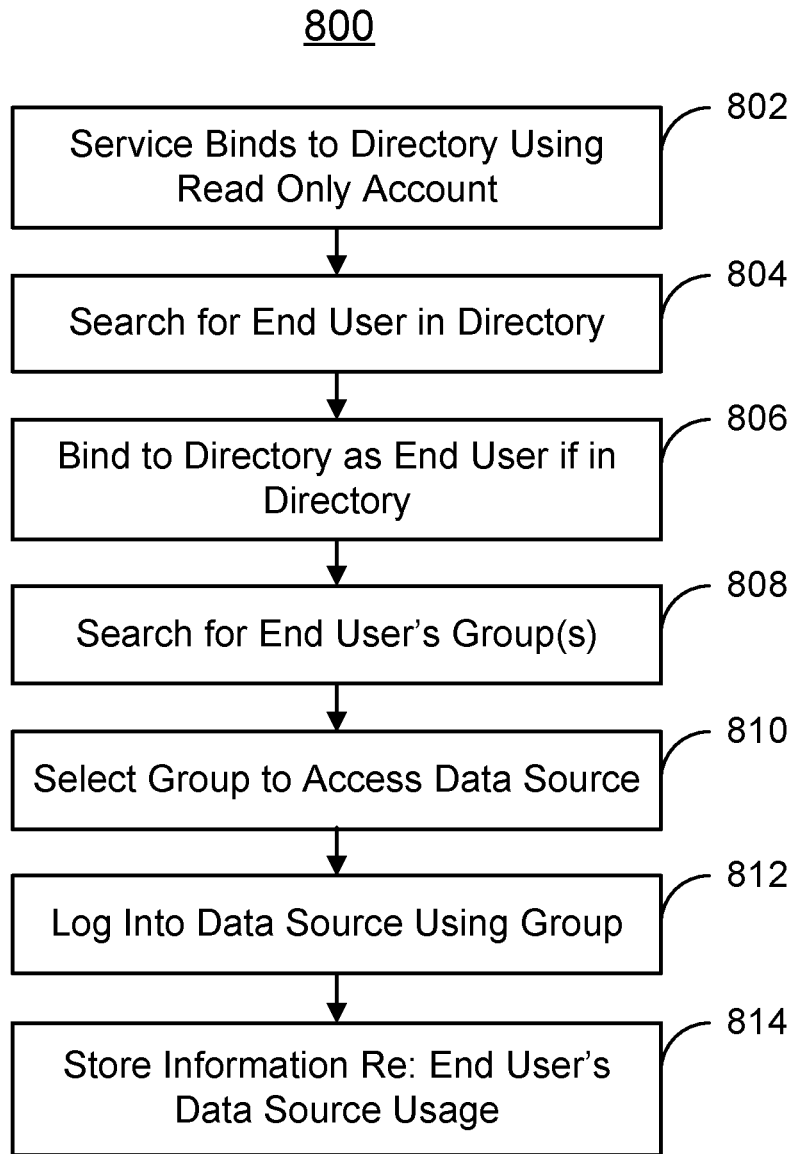 800
802
Service Binds to Directory Using
Read Only Account
804
Search for End User in Directory
806
Bind to Directory as End User if in
Directory
808
Search for End User's Group(s)
810
Select Group to Access Data Source
812
Log Into Data Source Using Group
814
Store Information Re: End User's
Data Source Usage